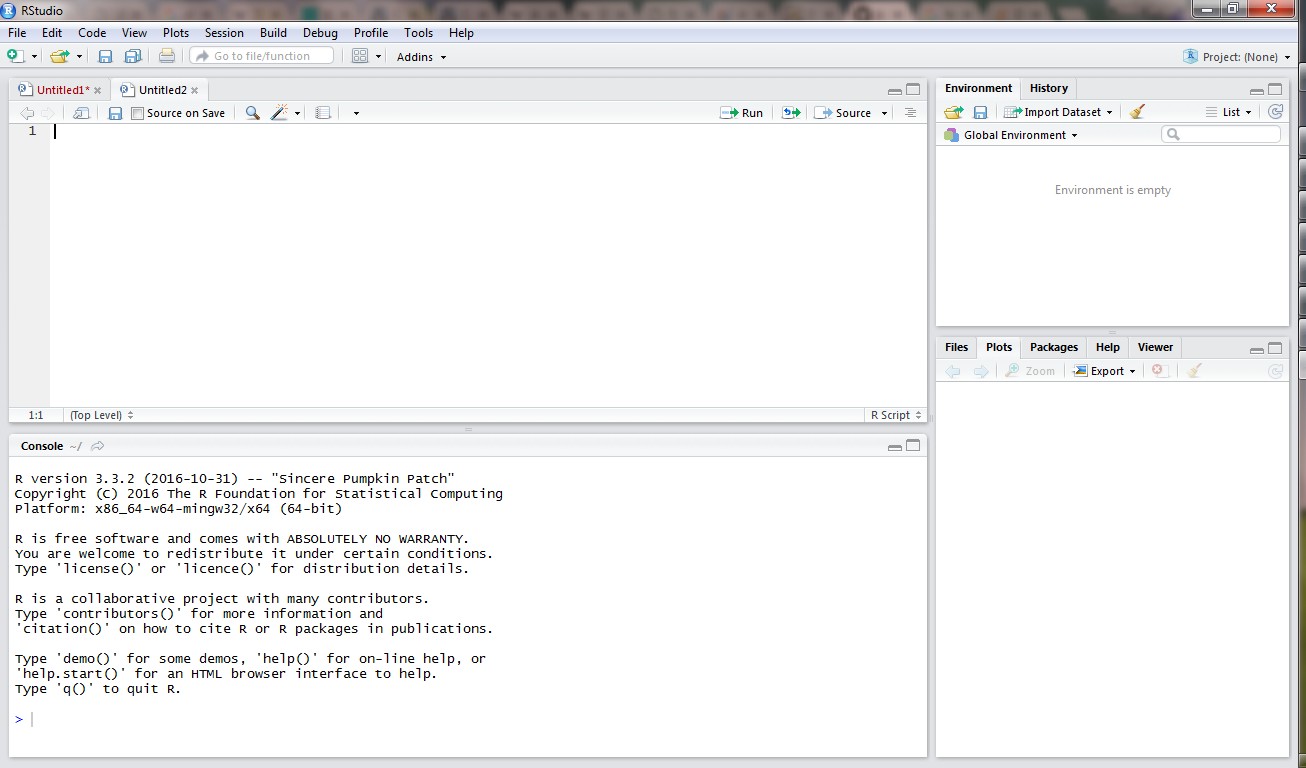 RStudio
File Edit Code View Plots Session Build Debug Profile Tools Help
Go to file/function Addins Project: (None)
Untitled1* Untitled2
Source on Save Run Source
1
1:1 (Top Level) R Script
Console ~/
R version 3.3.2 (2016-10-31) -- "Sincere Pumpkin Patch"
Copyright (C) 2016 The R Foundation for Statistical Computing
Platform: x86_64-w64-mingw32/x64 (64-bit)
R is free software and comes with ABSOLUTELY NO WARRANTY.
You are welcome to redistribute it under certain conditions.
Type 'license()' or 'licence()' for distribution details.
R is a collaborative project with many contributors.
Type 'contributors()' for more information and
'citation()' on how to cite R or R packages in publications.
Type 'demo()' for some demos, 'help()' for on-line help, or
'help.start()' for an HTML browser interface to help.
Type 'q()' to quit R.
>
Environment History
Import Dataset List
Global Environment
Environment is empty
Files Plots Packages Help Viewer
Zoom Export